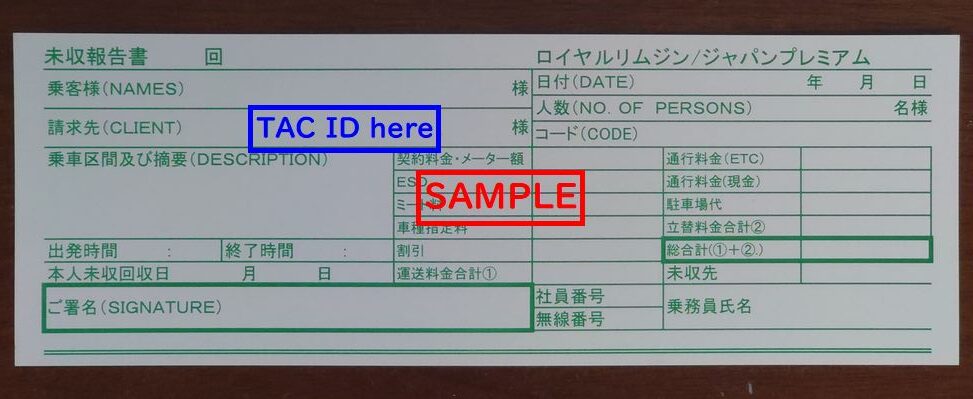 未収報告書 回 ロイヤルリムジン/ジャパンプレミアム
乗客様(NAMES) 様 日付(DATE) 年 月 日
人数(NO. OF PERSONS) 名様
請求先(CLIENT) TAC ID here 様 コード(CODE)
乗車区間及び摘要(DESCRIPTION) 契約料金・メーター額 通行料金(ETC)
通行料金(現金)
SAMPLE 駐車場代
車種指定料 立替料金合計②
出発時間 : 終了時間 : 割引 総合計(①+②.)
本人未収回収日 月 日 運送料金合計① 未収先
ご署名(SIGNATURE) 社員番号 乗務員氏名
無線番号